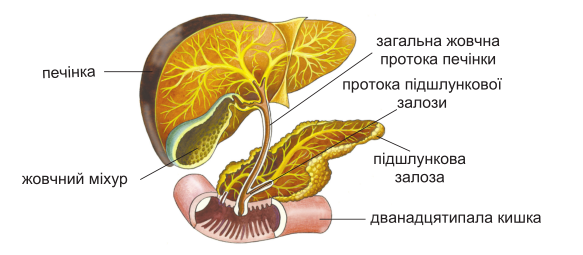 печінка
жовчний міхур
загальна жовчна
протока печінки
протока підшлункової
залози
підшлункова
залоза
дванадцятипала кишка